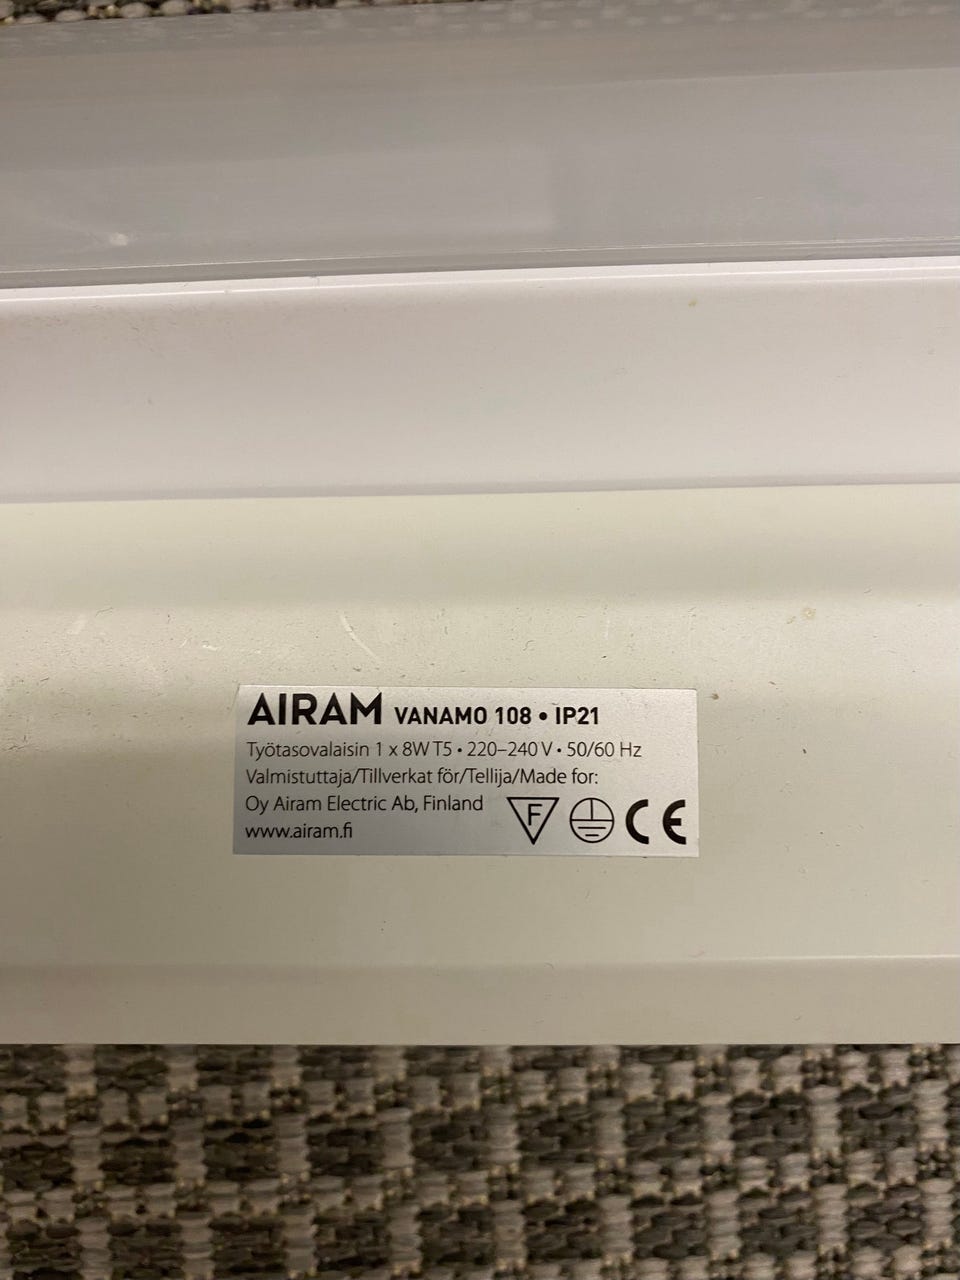 AIRAM VANAMO 108 • IP21
Työtasovalaisin 1 x 8W T5 • 220–240 V • 50/60 Hz
Valmistuttaja/Tillverkat för/Tellija/Made for:
Oy Airam Electric Ab, Finland
www.airam.fi
F
CE